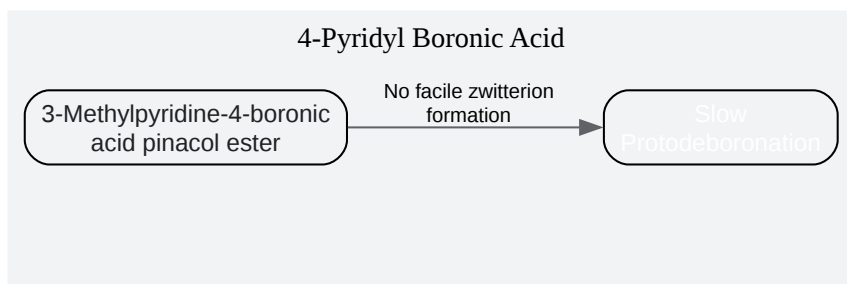 4-Pyridyl Boronic Acid
No facile zwitterion
formation
3-Methylpyridine-4-boronic
acid pinacol ester
Slow
Protodeboronation